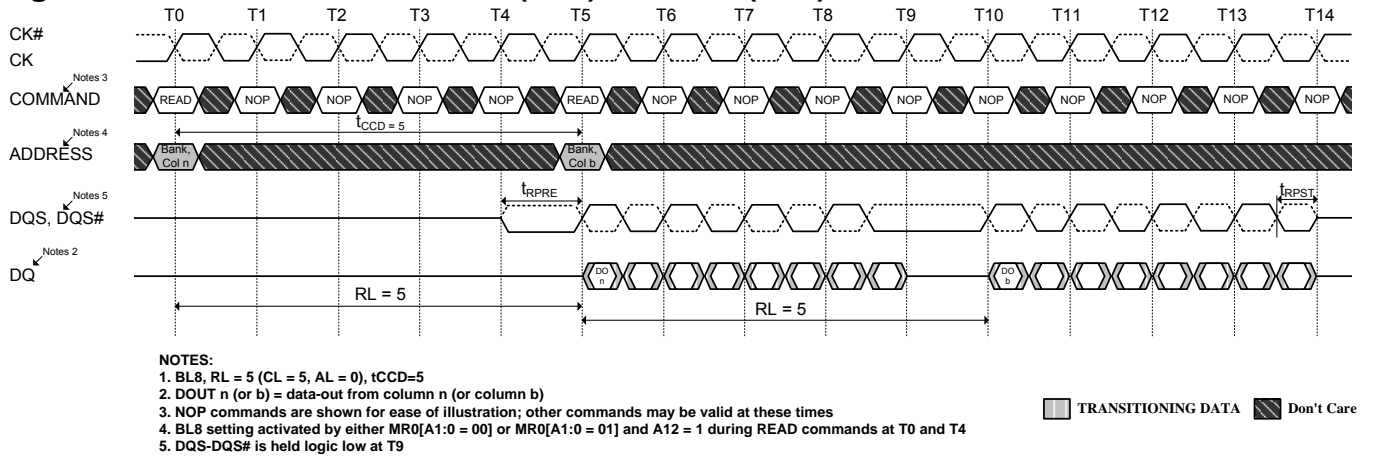 T0 T1 T2 T3 T4 T5 T6 T7 T8 T9 T10 T11 T12 T13 T14
CK#
CK
Notes 3
COMMAND READ NOP NOP NOP NOP READ NOP NOP NOP NOP NOP NOP NOP NOP NOP
tCCD = 5
Notes 4
ADDRESS
Bank, Col n
Bank, Col b
Notes 5
DQS, DQS#
tRPRE
tRPST
Notes 2
DQ
DO n
DO b
RL = 5
RL = 5
NOTES:
1. BL8, RL = 5 (CL = 5, AL = 0), tCCD=5
2. DOUT n (or b) = data-out from column n (or column b)
3. NOP commands are shown for ease of illustration; other commands may be valid at these times
4. BL8 setting activated by either MR0[A1:0 = 00] or MR0[A1:0 = 01] and A12 = 1 during READ commands at T0 and T4
5. DQS-DQS# is held logic low at T9
TRANSITIONING DATA
Don't Care